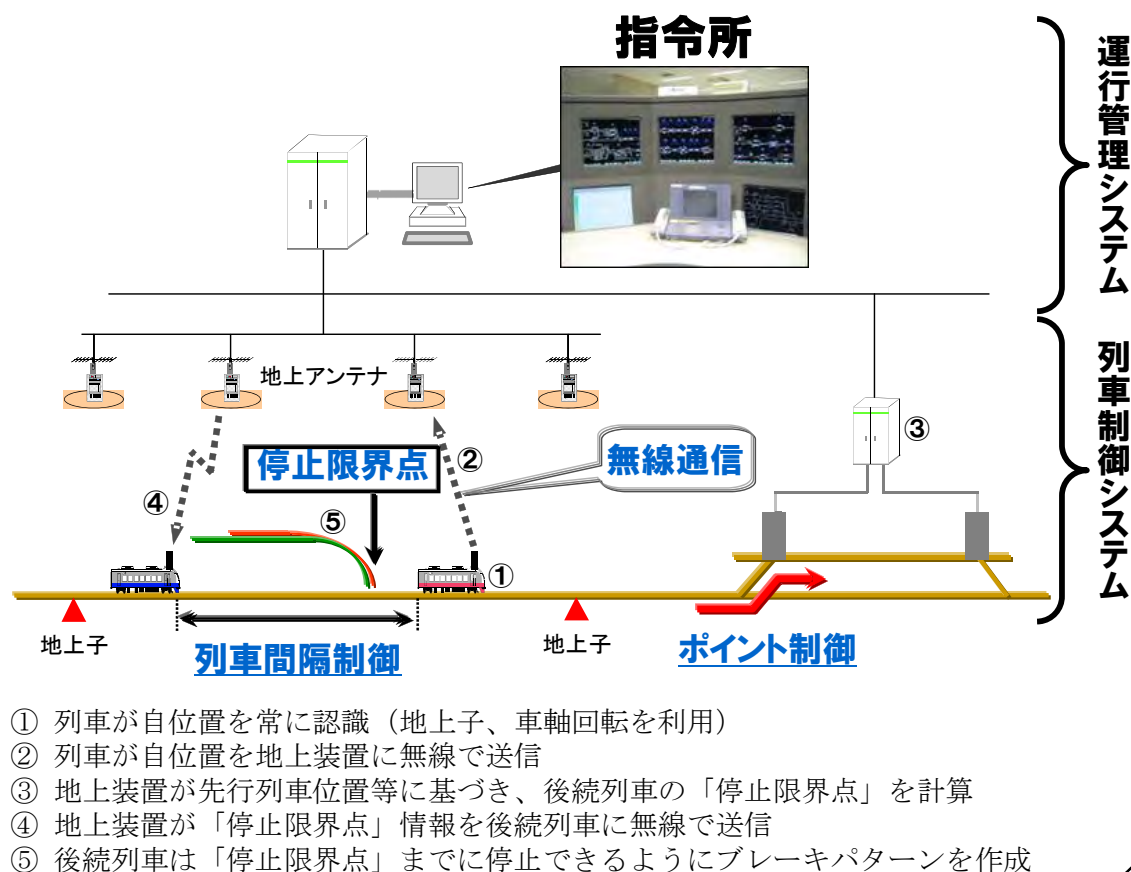 指令所
運行管理システム
地上アンテナ
列車制御システム
③
停止限界点
②
無線通信
④
⑤
①
地上子
列車間隔制御
地上子
ポイント制御
① 列車が自位置を常に認識（地上子、車軸回転を利用）
② 列車が自位置を地上装置に無線で送信
③ 地上装置が先行列車位置等に基づき、後続列車の「停止限界点」を計算
④ 地上装置が「停止限界点」情報を後続列車に無線で送信
⑤ 後続列車は「停止限界点」までに停止できるようにブレーキパターンを作成